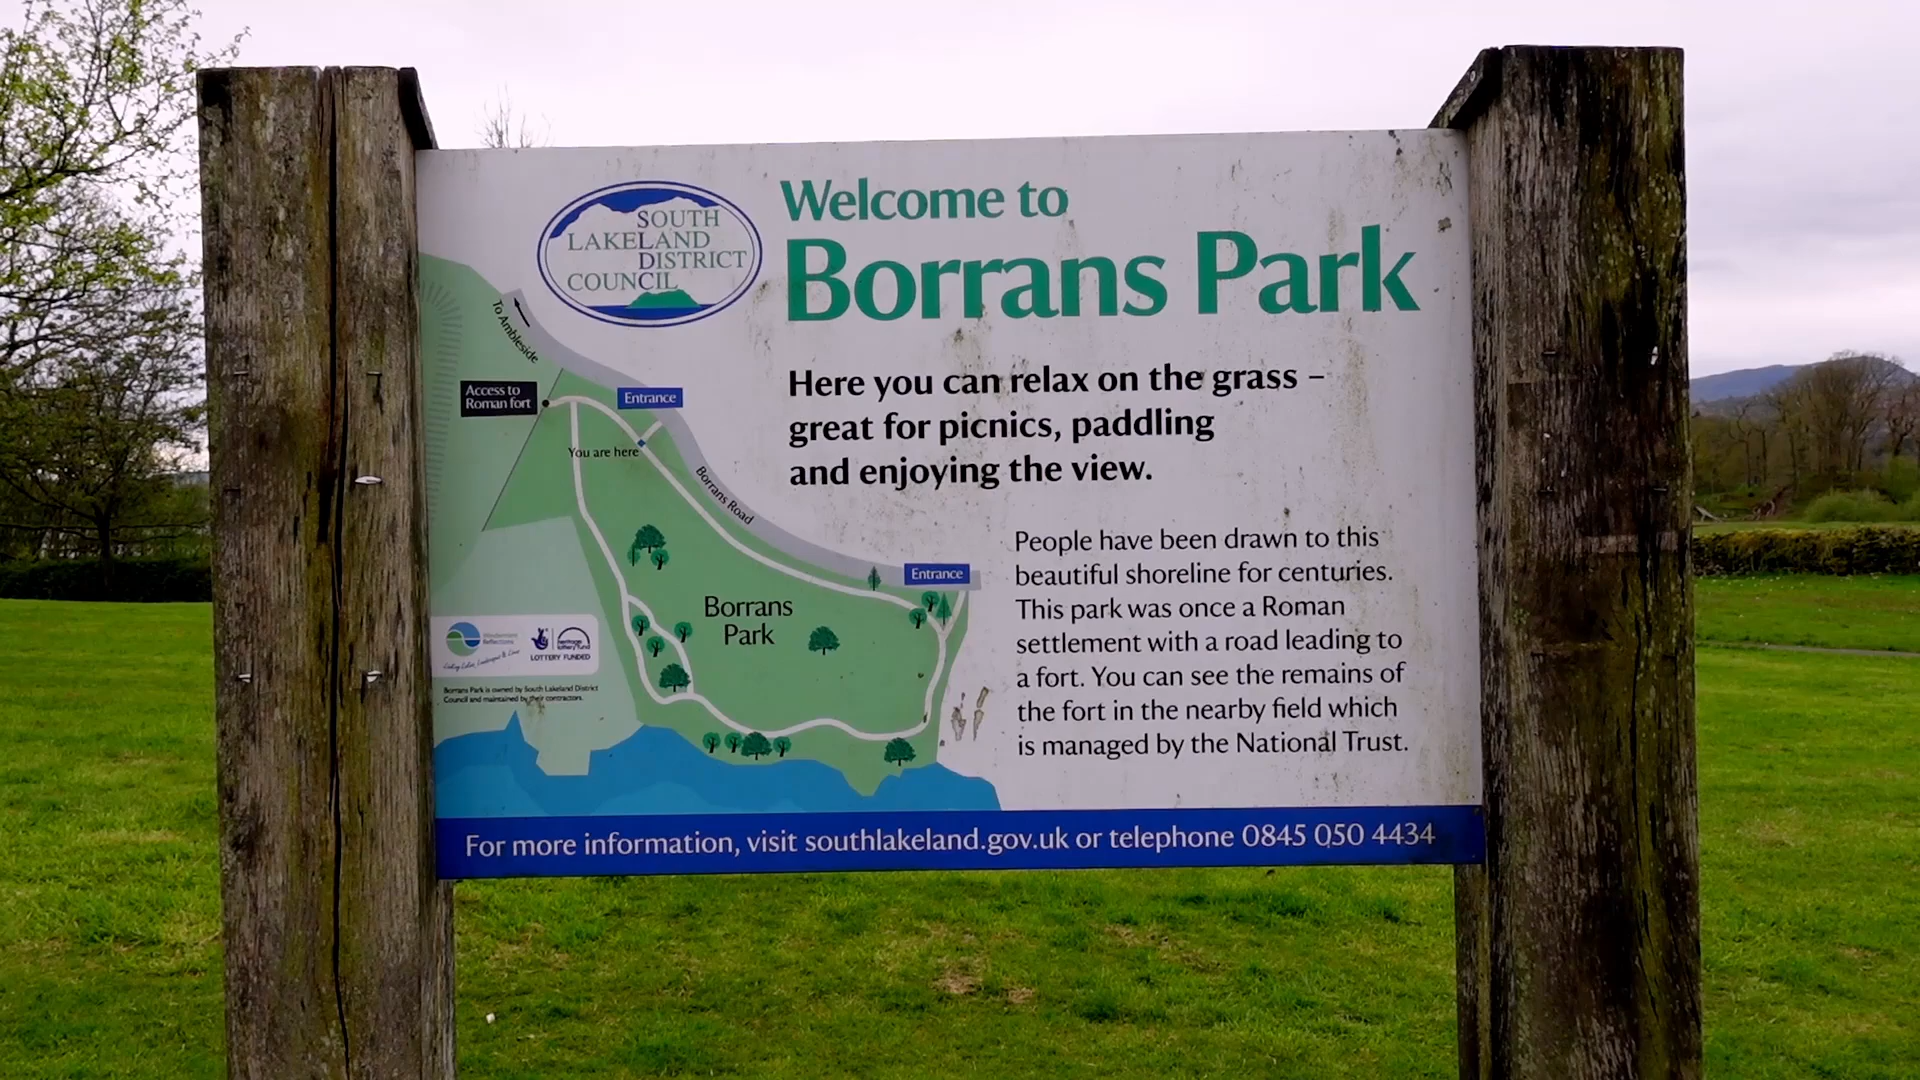 SOUTH
LAKELAND
DISTRICT
COUNCIL
Welcome to
Borrans Park
Here you can relax on the grass –
great for picnics, paddling
and enjoying the view.
People have been drawn to this
beautiful shoreline for centuries.
This park was once a Roman
settlement with a road leading to
a fort. You can see the remains of
the fort in the nearby field which
is managed by the National Trust.
To Ambleside
Access to
Roman fort
Entrance
You are here
Borrans Road
Entrance
Borrans
Park
Windermere
Reflections
heritage
lottery fund
LOTTERY FUNDED
Borrans Park is owned by South Lakeland District
Council and maintained by their contractors.
For more information, visit southlakeland.gov.uk or telephone 0845 050 4434